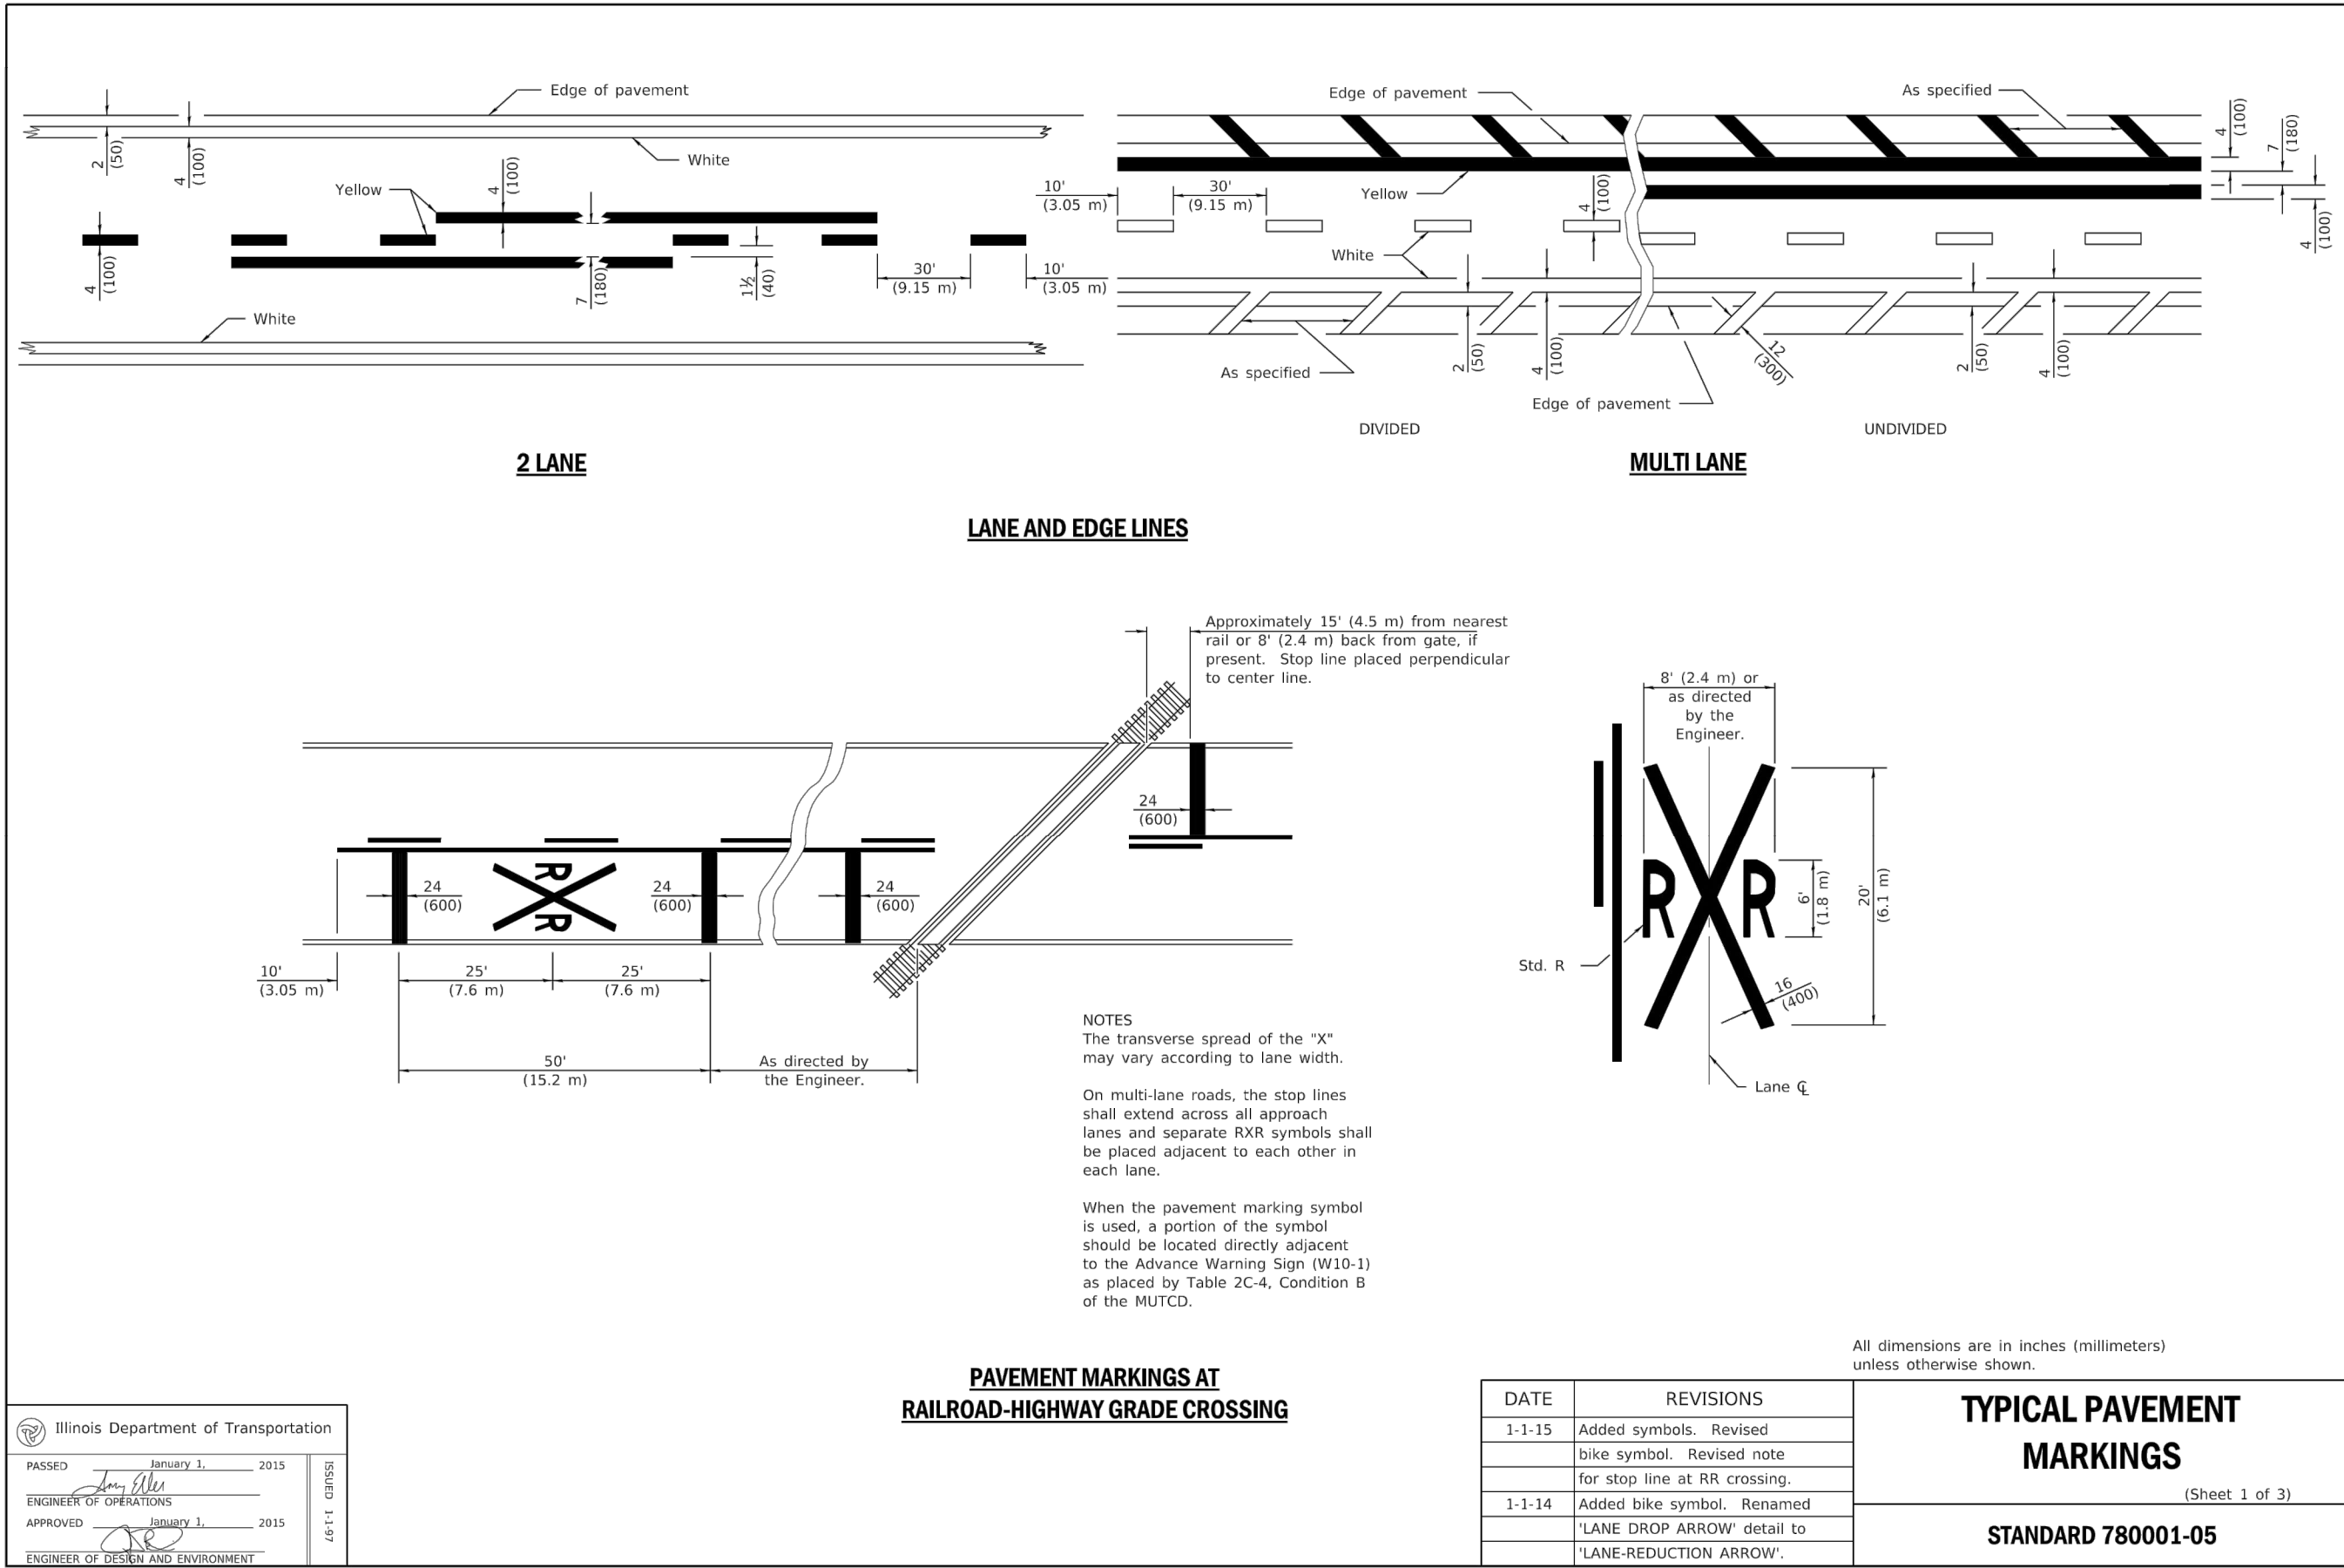 Edge of pavement
2
(50)
4
(100)
White
Yellow
4
(100)
4
(100)
7
(180)
1½
(40)
30'
(9.15 m)
10'
(3.05 m)
White
2 LANE
Edge of pavement
As specified
4
(100)
7
(180)
4
(100)
10'
(3.05 m)
30'
(9.15 m)
Yellow
4
(100)
White
As specified
2
(50)
4
(100)
12
(300)
2
(50)
4
(100)
Edge of pavement
DIVIDED
UNDIVIDED
MULTI LANE
LANE AND EDGE LINES
Approximately 15' (4.5 m) from nearest
rail or 8' (2.4 m) back from gate, if
present. Stop line placed perpendicular
to center line.
24
(600)
24
(600)
R
R
24
(600)
24
(600)
10'
(3.05 m)
25'
(7.6 m)
25'
(7.6 m)
50'
(15.2 m)
As directed by
the Engineer.
8' (2.4 m) or
as directed
by the
Engineer.
R
R
6'
(1.8 m)
20'
(6.1 m)
Std. R
16
(400)
Lane ℄
NOTES
The transverse spread of the "X"
may vary according to lane width.
On multi-lane roads, the stop lines
shall extend across all approach
lanes and separate RXR symbols shall
be placed adjacent to each other in
each lane.
When the pavement marking symbol
is used, a portion of the symbol
should be located directly adjacent
to the Advance Warning Sign (W10-1)
as placed by Table 2C-4, Condition B
of the MUTCD.
PAVEMENT MARKINGS AT
RAILROAD-HIGHWAY GRADE CROSSING
All dimensions are in inches (millimeters)
unless otherwise shown.
Illinois Department of Transportation
PASSED January 1, 2015
ENGINEER OF OPERATIONS
APPROVED January 1, 2015
ENGINEER OF DESIGN AND ENVIRONMENT
ISSUED 1-1-97
DATE REVISIONS
1-1-15 Added symbols. Revised
bike symbol. Revised note
for stop line at RR crossing.
1-1-14 Added bike symbol. Renamed
'LANE DROP ARROW' detail to
'LANE-REDUCTION ARROW'.
TYPICAL PAVEMENT
MARKINGS
(Sheet 1 of 3)
STANDARD 780001-05